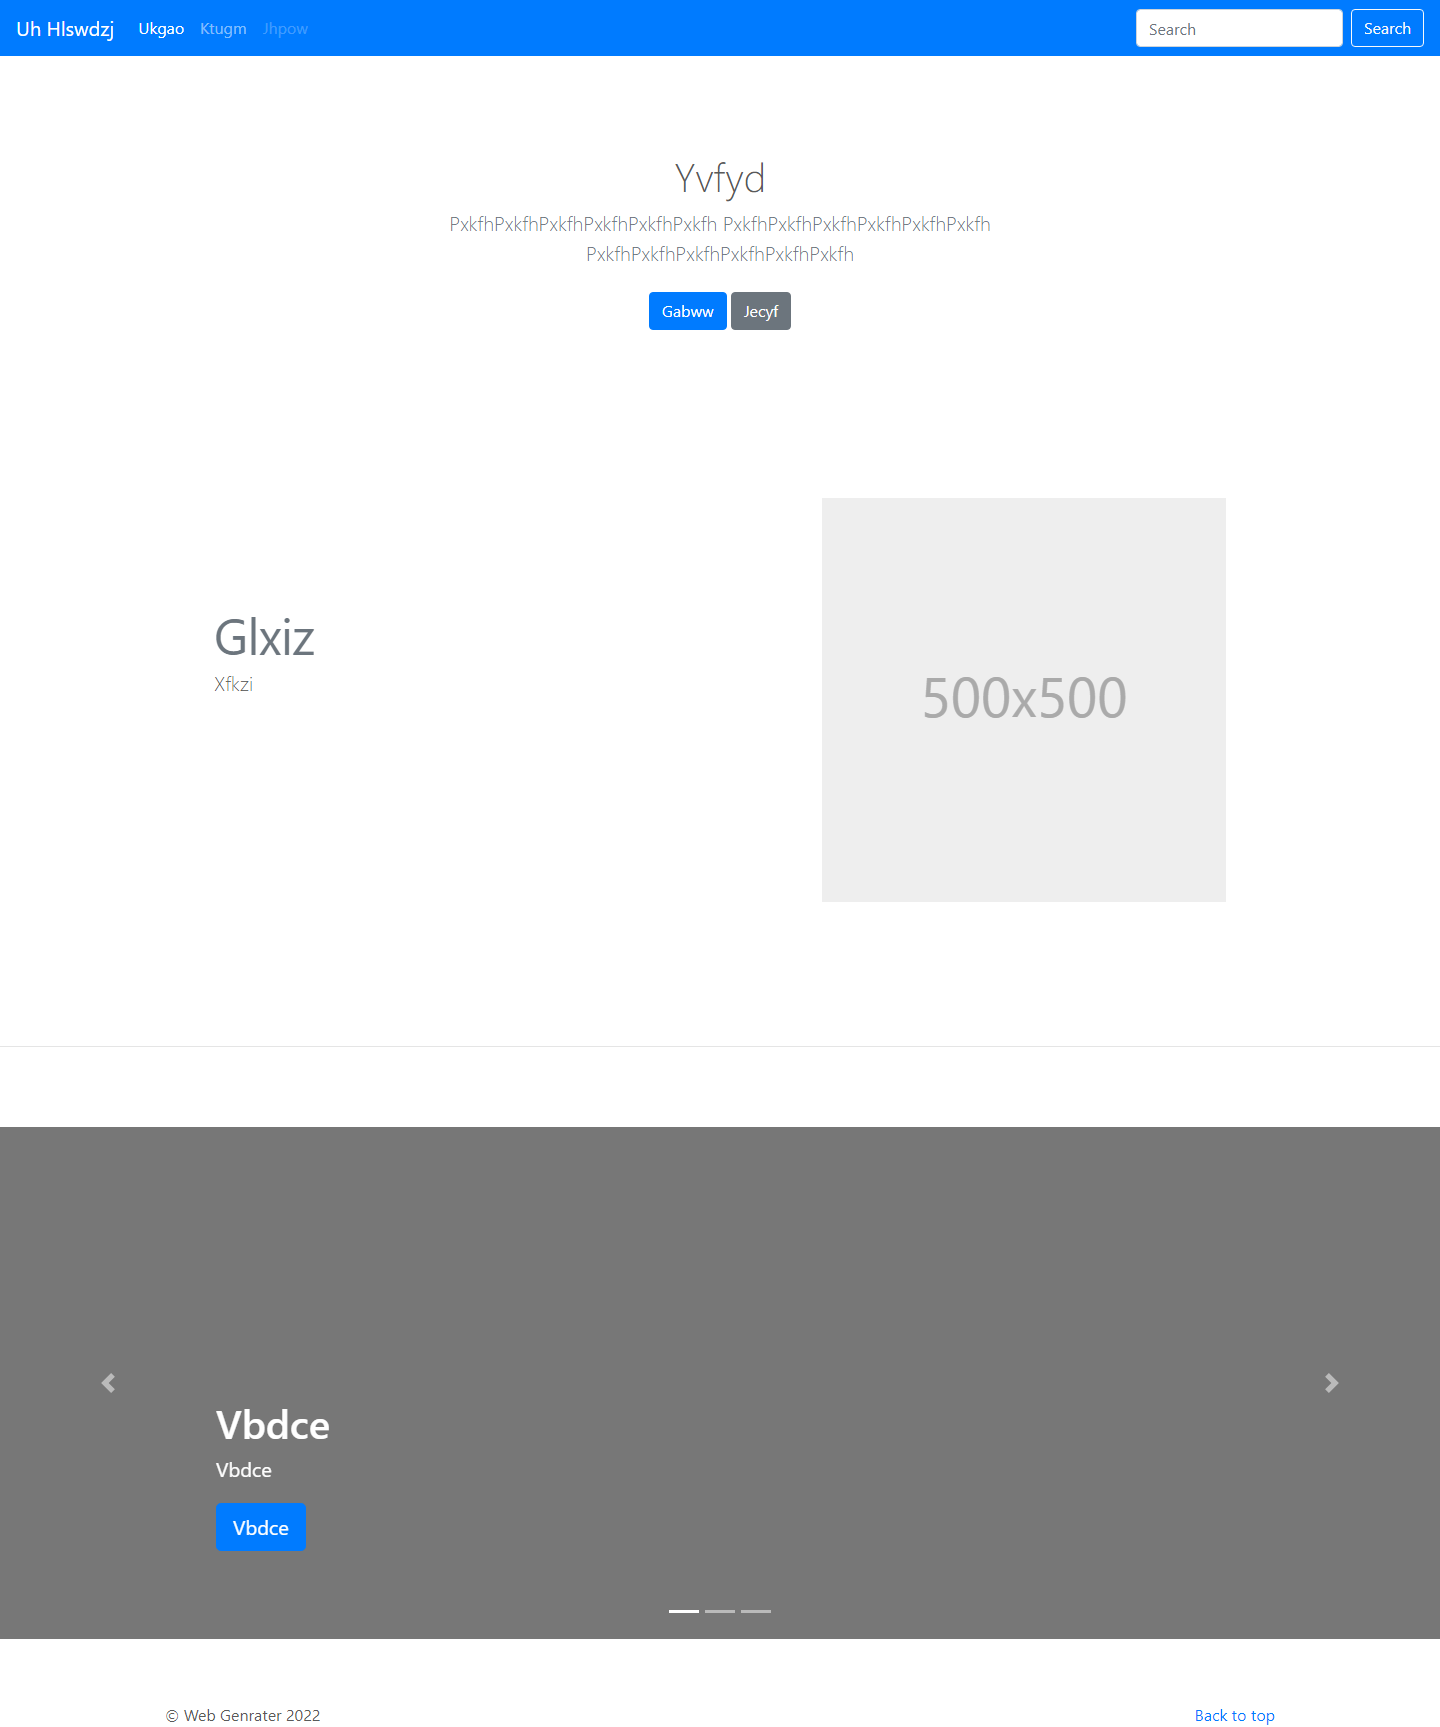 Uh Hlswdzj Ukgao Ktugm Jhpow Search Search
Yvfyd
PxkfhPxkfhPxkfhPxkfhPxkfhPxkfh PxkfhPxkfhPxkfhPxkfhPxkfhPxkfh
PxkfhPxkfhPxkfhPxkfhPxkfhPxkfh
Gabww Jecyf
Glxiz
Xfkzi
500x500
Vbdce
Vbdce
Vbdce
© Web Genrater 2022 Back to top